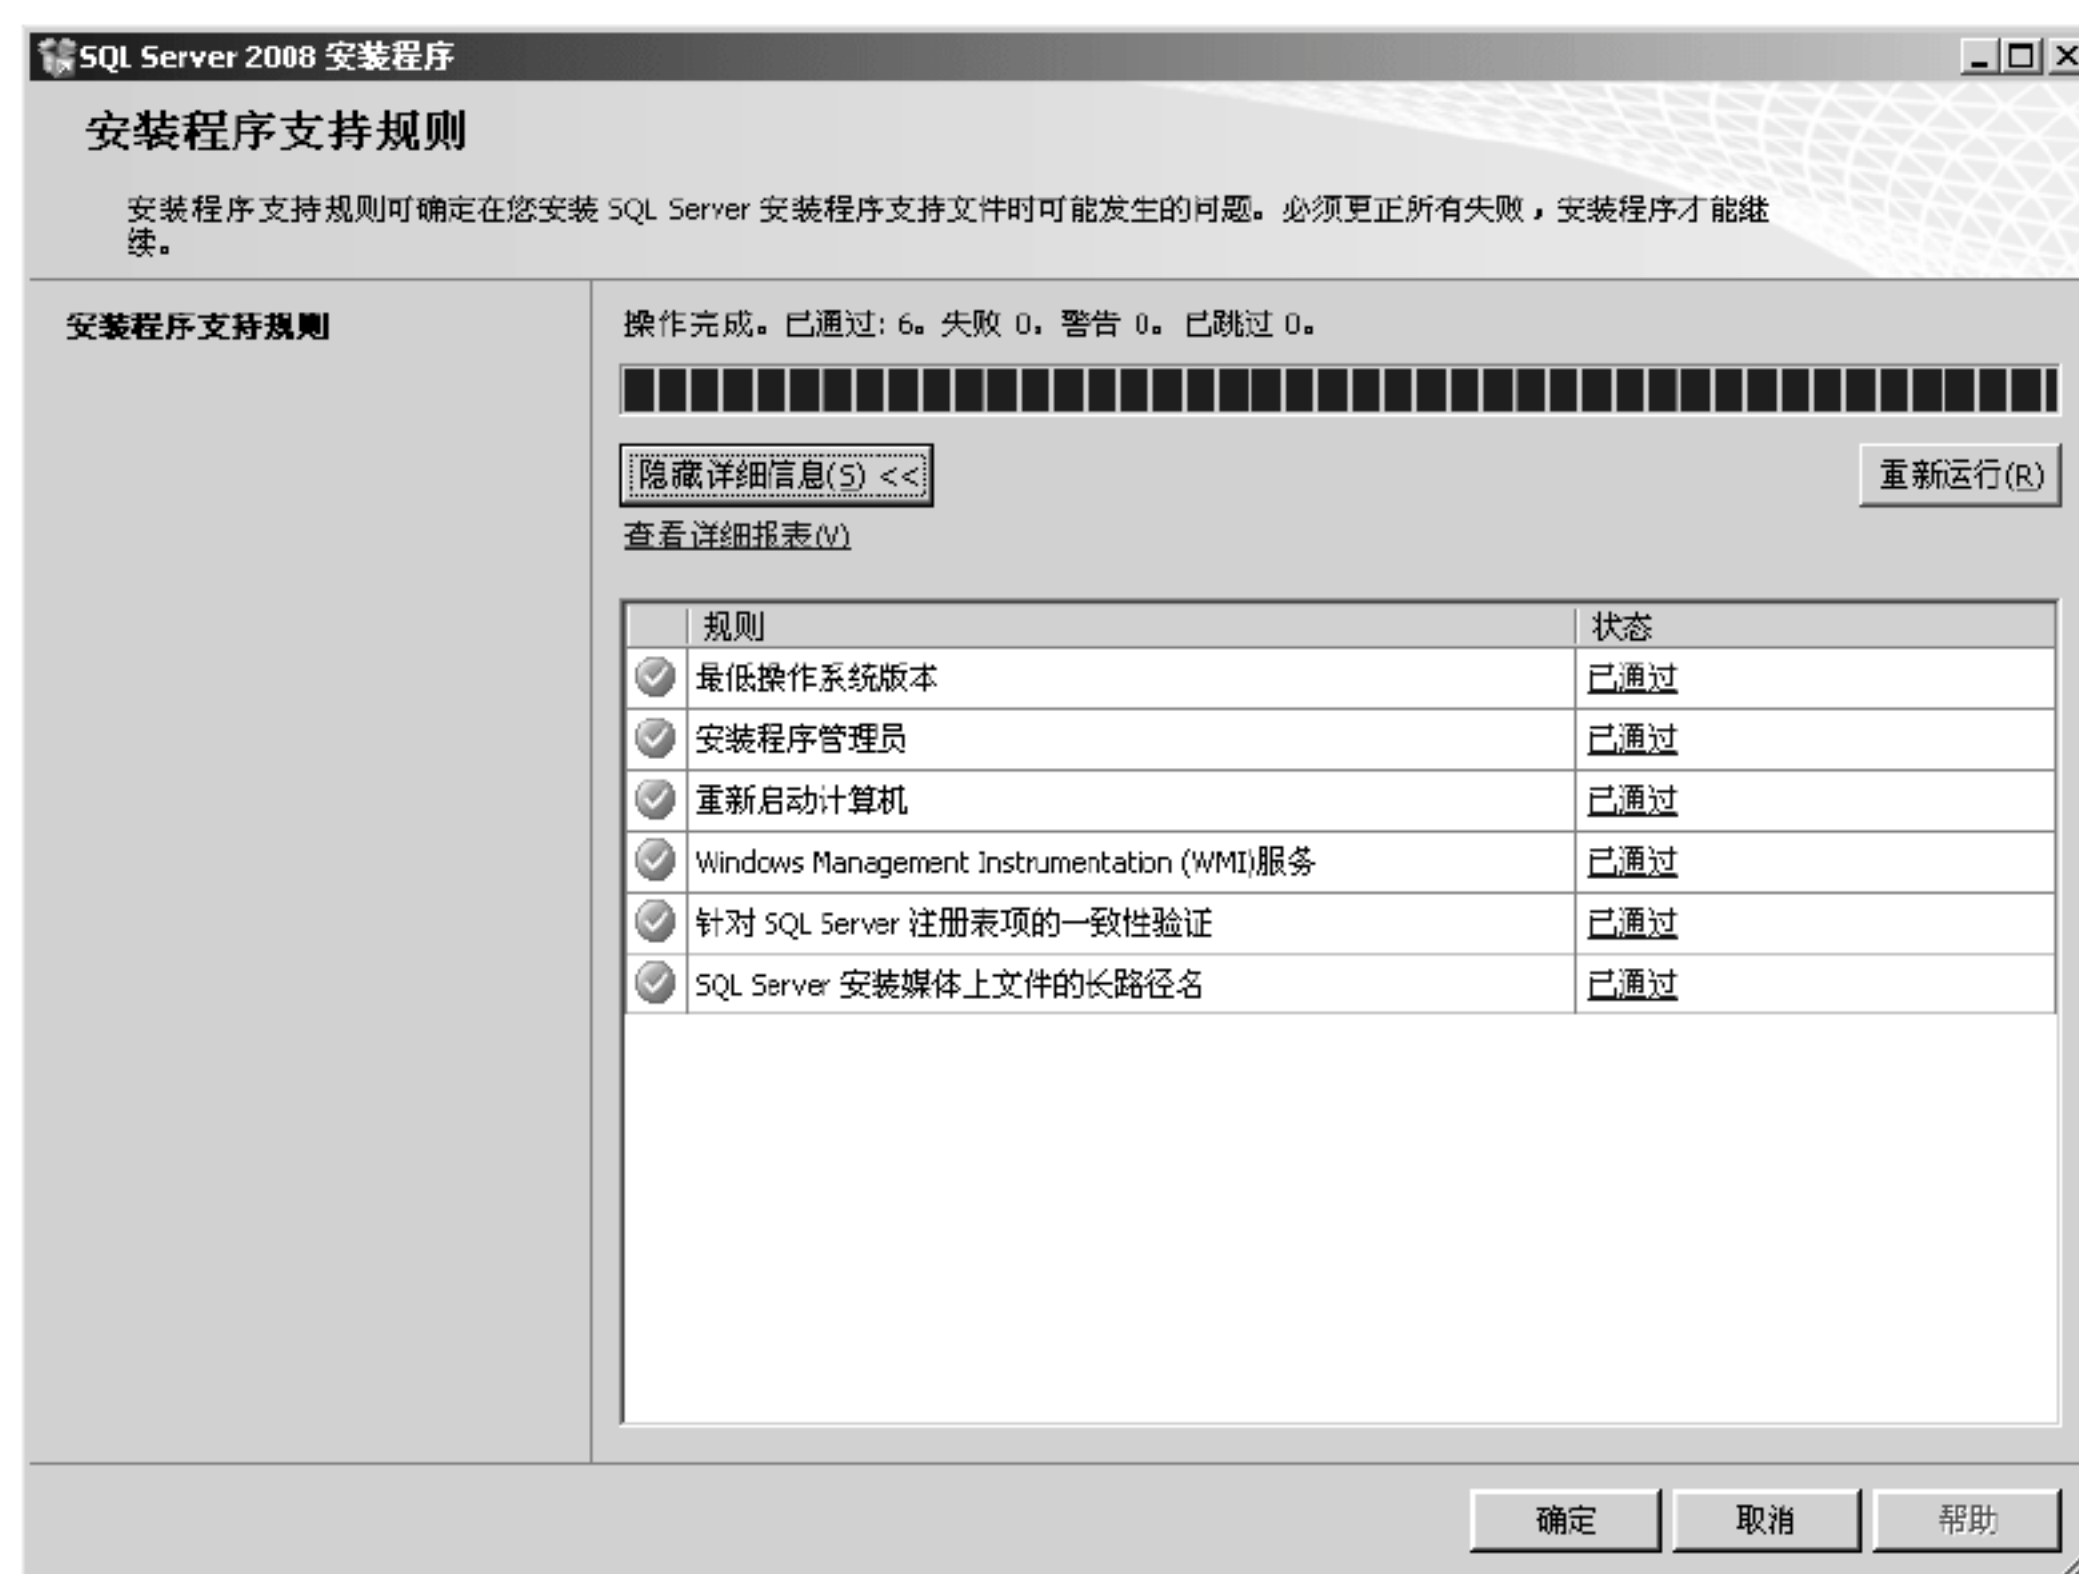 SQL Server 2008 安装程序
安装程序支持规则
安装程序支持规则可确定在您安装 SQL Server 安装程序支持文件时可能发生的问题。必须更正所有失败，安装程序才能继
续。
安装程序支持规则
操作完成。已通过: 6。失败 0。警告 0。已跳过 0。
隐藏详细信息(S) <<
重新运行(R)
查看详细报表(V)
规则 状态
最低操作系统版本 已通过
安装程序管理员 已通过
重新启动计算机 已通过
Windows Management Instrumentation (WMI)服务 已通过
针对 SQL Server 注册表项的一致性验证 已通过
SQL Server 安装媒体上文件的长路径名 已通过
确定 取消 帮助